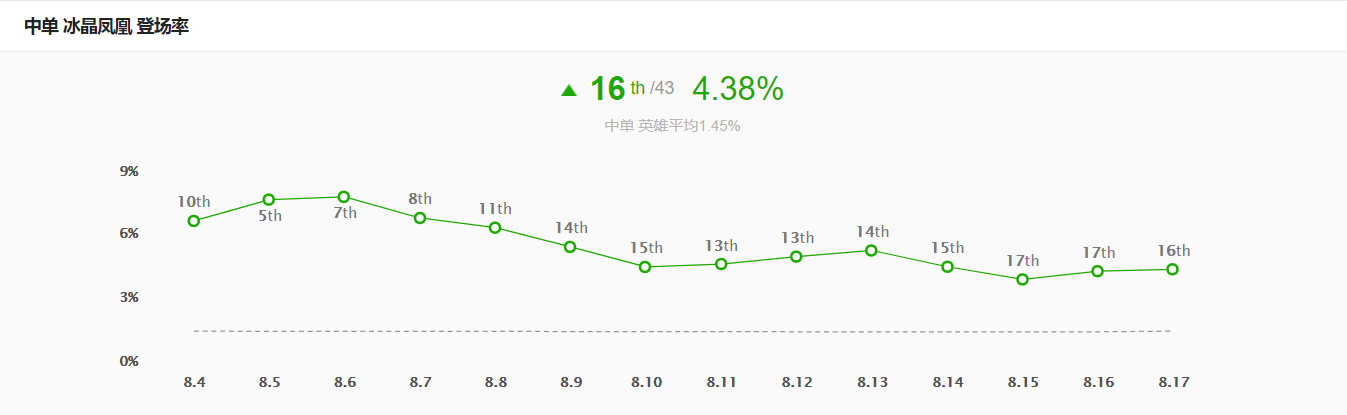 中单 冰晶凤凰 登场率
▲ 16 th /43 4.38%
中单 英雄平均1.45%
9%
10th 5th 7th 8th 11th 14th 15th 13th 13th 14th 15th 17th 17th 16th
6%
3%
0%
8.4 8.5 8.6 8.7 8.8 8.9 8.10 8.11 8.12 8.13 8.14 8.15 8.16 8.17